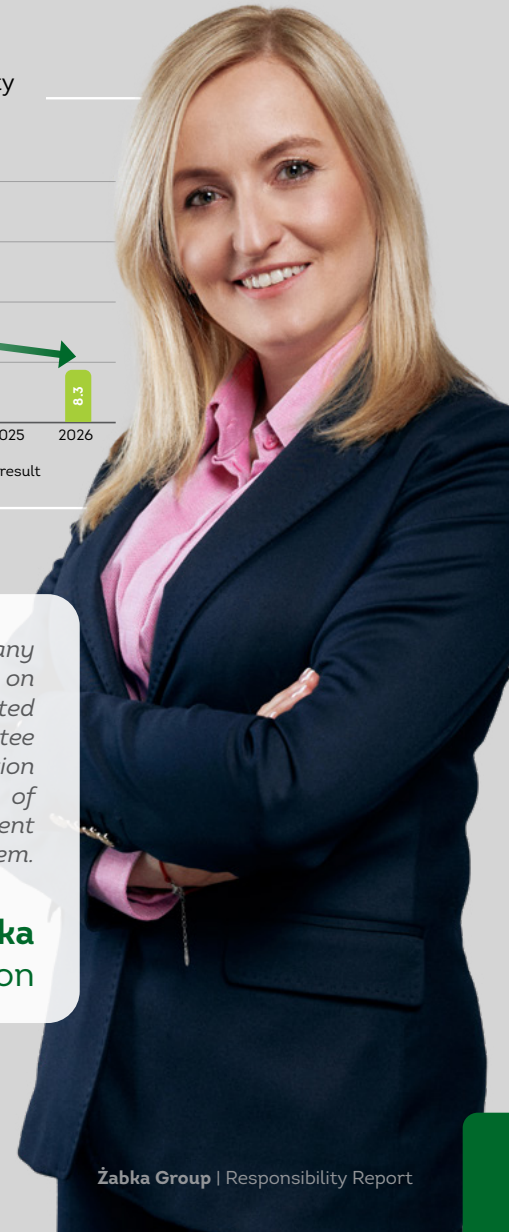 ty
8.3
025 2026
result
any
on
ted
tee
ion
of
ent
em.
ka
on
Żabka Group | Responsibility Report